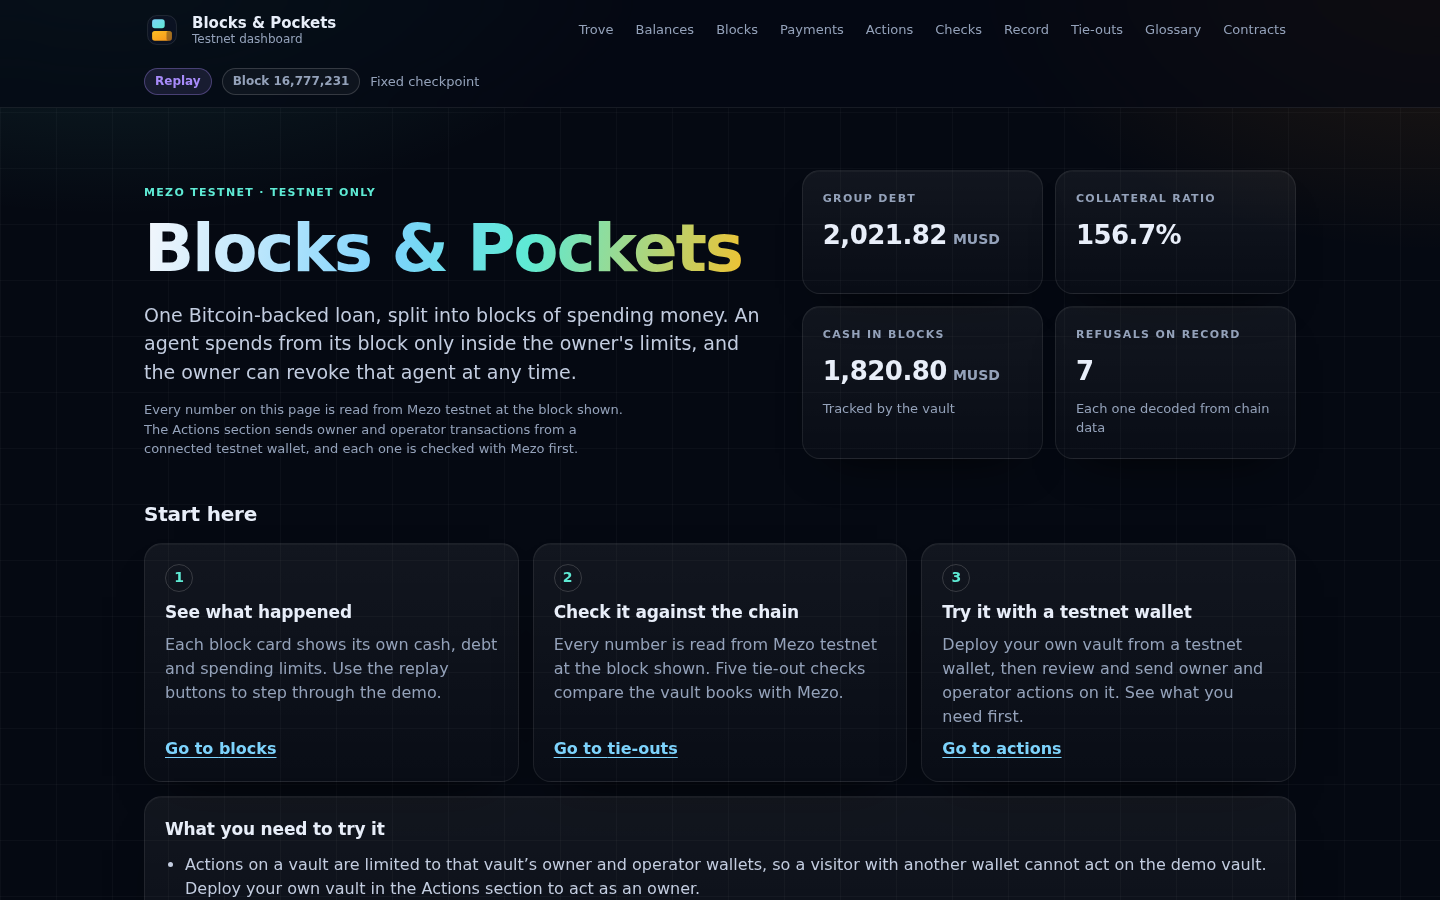 Blocks & Pockets
Testnet dashboard
Trove Balances Blocks Payments Actions Checks Record Tie-outs Glossary Contracts
Replay Block 16,777,231 Fixed checkpoint
MEZO TESTNET · TESTNET ONLY
Blocks & Pockets
One Bitcoin-backed loan, split into blocks of spending money. An
agent spends from its block only inside the owner's limits, and
the owner can revoke that agent at any time.
Every number on this page is read from Mezo testnet at the block shown.
The Actions section sends owner and operator transactions from a
connected testnet wallet, and each one is checked with Mezo first.
GROUP DEBT
2,021.82 MUSD
COLLATERAL RATIO
156.7%
CASH IN BLOCKS
1,820.80 MUSD
Tracked by the vault
REFUSALS ON RECORD
7
Each one decoded from chain
data
Start here
1
See what happened
Each block card shows its own cash, debt
and spending limits. Use the replay
buttons to step through the demo.
Go to blocks
2
Check it against the chain
Every number is read from Mezo testnet
at the block shown. Five tie-out checks
compare the vault books with Mezo.
Go to tie-outs
3
Try it with a testnet wallet
Deploy your own vault from a testnet
wallet, then review and send owner and
operator actions on it. See what you
need first.
Go to actions
What you need to try it
• Actions on a vault are limited to that vault’s owner and operator wallets, so a visitor with another wallet cannot act on the demo vault.
Deploy your own vault in the Actions section to act as an owner.